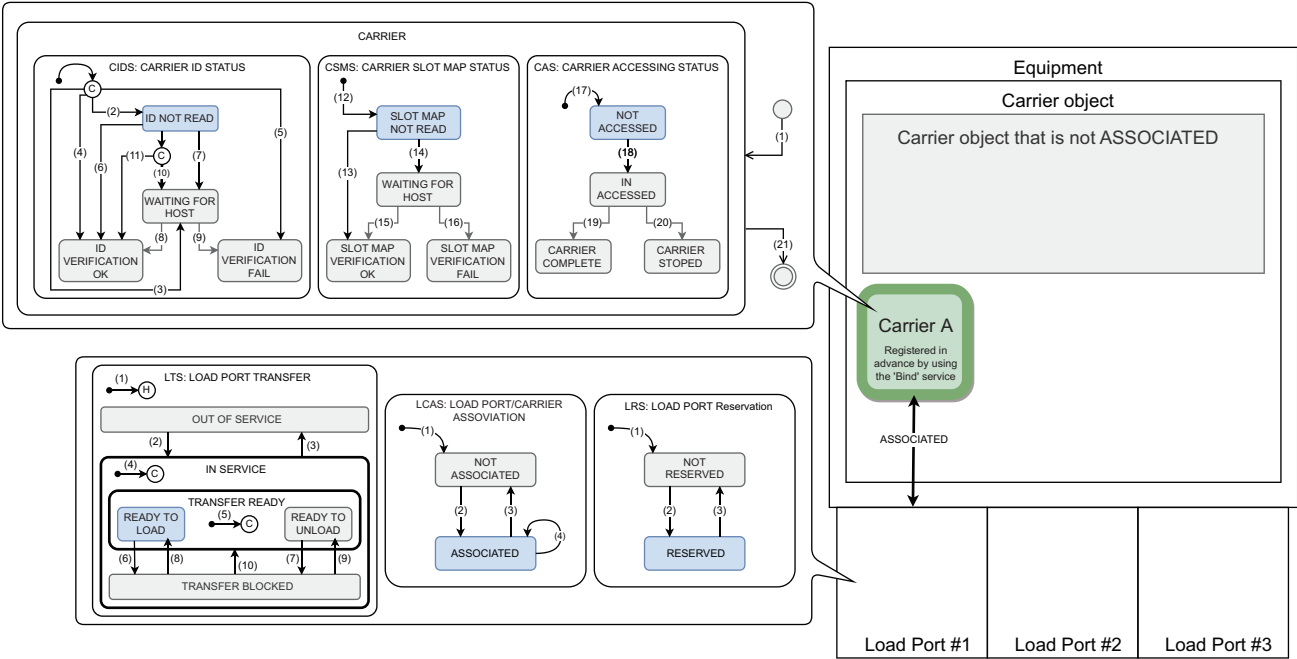 CARRIER
CIDS: CARRIER ID STATUS
C
(2)
ID NOT READ
(4)
(6)
(11)
C
(7)
(5)
(10)
WAITING FOR
HOST
(8)
(9)
ID
VERIFICATION
OK
ID
VERIFICATION
FAIL
(3)
CSMS: CARRIER SLOT MAP STATUS
(12)
SLOT MAP
NOT READ
(14)
(13)
WAITING FOR
HOST
(15)
(16)
SLOT MAP
VERIFICATION
OK
SLOT MAP
VERIFICATION
FAIL
CAS: CARRIER ACCESSING STATUS
(17)
NOT
ACCESSED
(18)
IN
ACCESSED
(19)
(20)
CARRIER
COMPLETE
CARRIER
STOPED
(1)
(21)
Equipment
Carrier object
Carrier object that is not ASSOCIATED
Carrier A
Registered in
advance by using
the 'Bind' service
ASSOCIATED
Load Port #1
Load Port #2
Load Port #3
LTS: LOAD PORT TRANSFER
(1)
H
OUT OF SERVICE
(2)
(3)
IN SERVICE
(4)
C
TRANSFER READY
READY TO
LOAD
(5)
C
READY TO
UNLOAD
(6)
(8)
(10)
(7)
(9)
TRANSFER BLOCKED
LCAS: LOAD PORT/CARRIER
ASSOVIATION
(1)
NOT
ASSOCIATED
(2)
(3)
(4)
ASSOCIATED
LRS: LOAD PORT Reservation
(1)
NOT
RESERVED
(2)
(3)
RESERVED